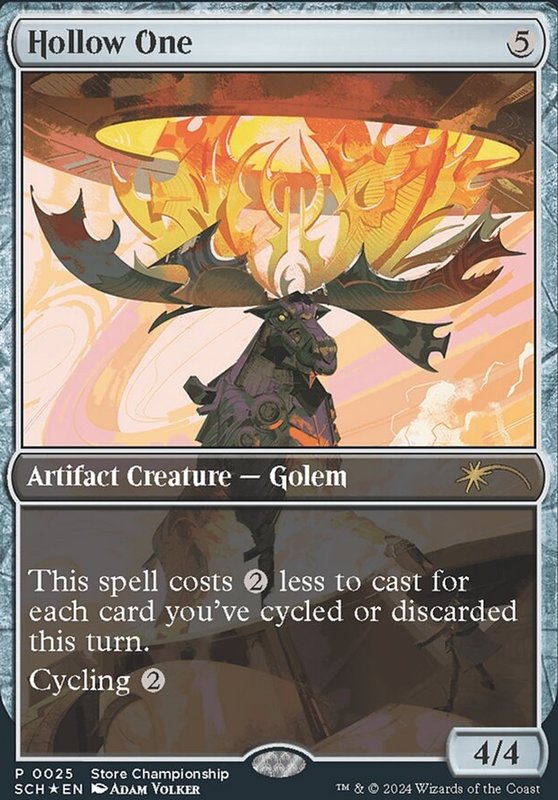 Hollow One 5
Artifact Creature — Golem
This spell costs 2 less to cast for
each card you've cycled or discarded
this turn.
Cycling 2
4/4
P 0025 Store Championship
SCH★EN Adam Volker
™ & © 2024 Wizards of the Coast